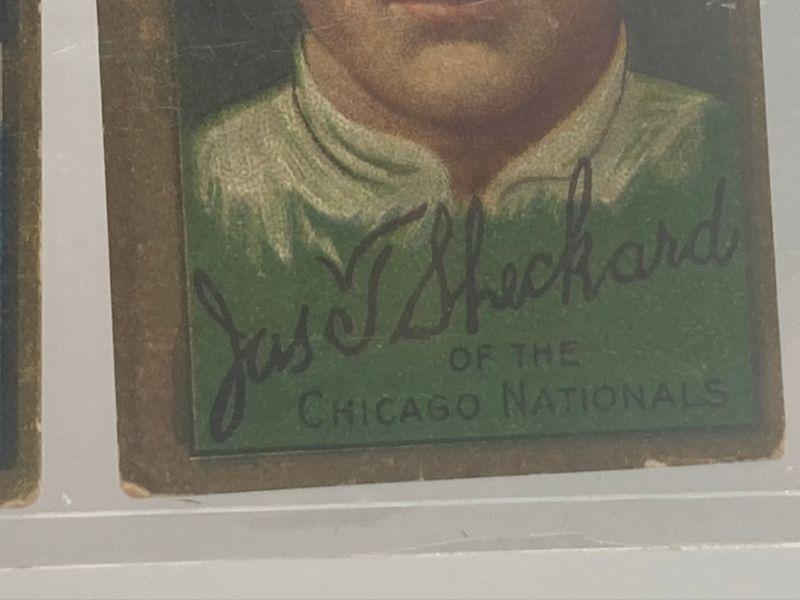 Jas T Sheckard
OF THE
CHICAGO NATIONALS